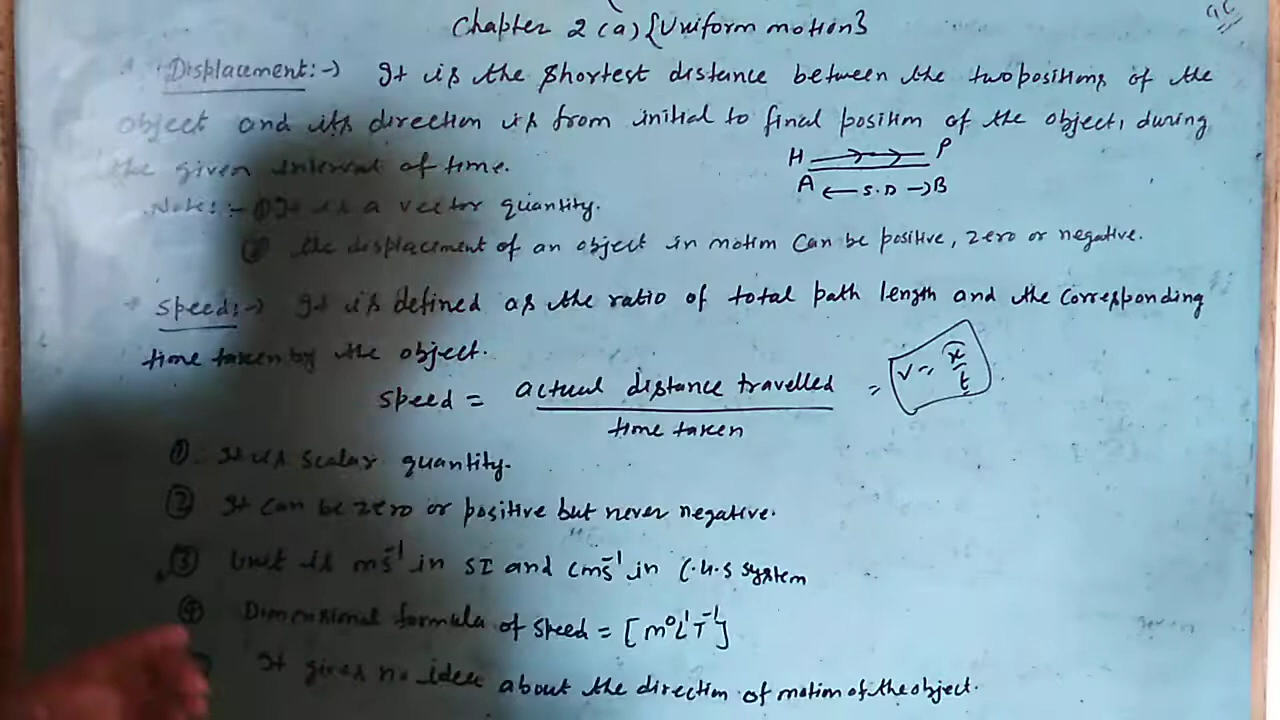 Chapter 2 (a) {Uniform motion}
Displacement:-) It is the shortest distance between the two positions of the
object and its direction is from initial to final position of the object, during
the given interval of time.
H P
A ← S.D → B
Note:- ① It is a vector quantity.
② the displacement of an object in motion can be positive, zero or negative.
Speed:-) It is defined as the ratio of total path length and the corresponding
time taken by the object.
speed = actual distance travelled / time taken = v = x/t
① It is scalar quantity.
② It can be zero or positive but never negative.
③ Unit is ms⁻¹ in SI and cms⁻¹ in C.G.S system
④ Dimensional formula of speed = [M⁰L¹T⁻¹]
It gives no idea about the direction of motion of the object.